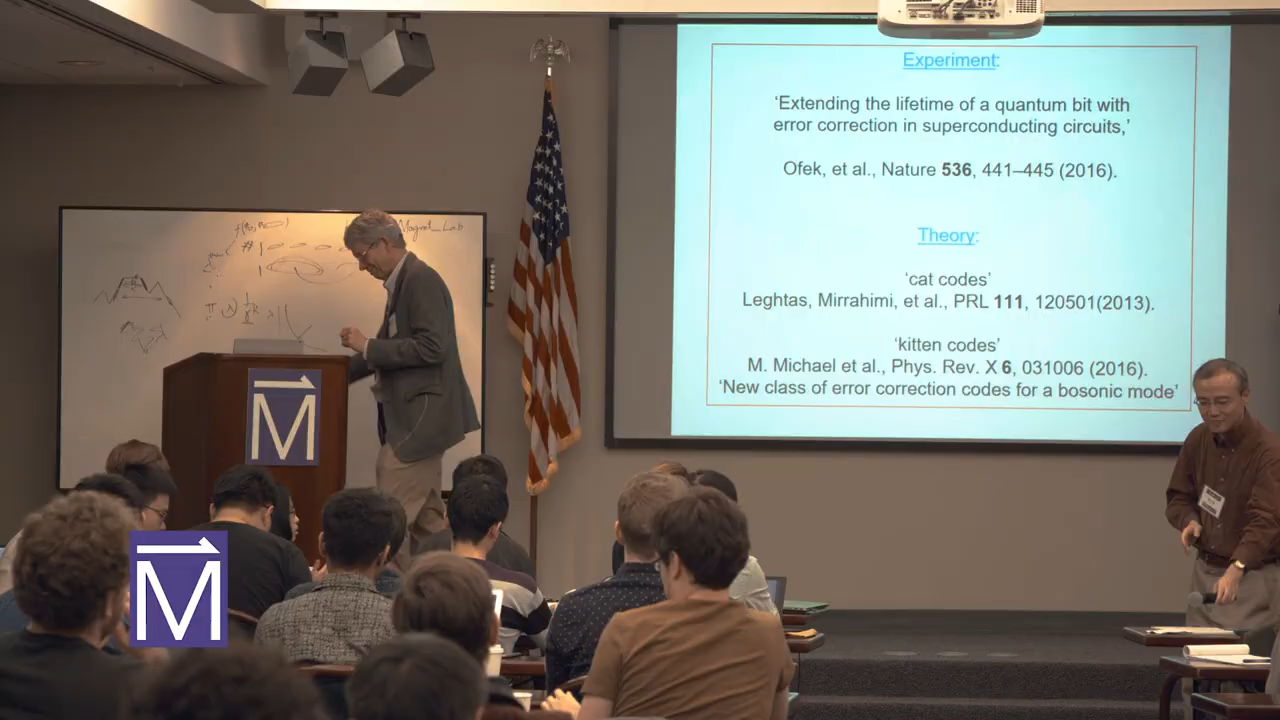 Experiment:
‘Extending the lifetime of a quantum bit with
error correction in superconducting circuits,’
Ofek, et al., Nature 536, 441–445 (2016).
Theory:
‘cat codes’
Leghtas, Mirrahimi, et al., PRL 111, 120501(2013).
‘kitten codes’
M. Michael et al., Phys. Rev. X 6, 031006 (2016).
‘New class of error correction codes for a bosonic mode’
Magnet_Lab
M
M